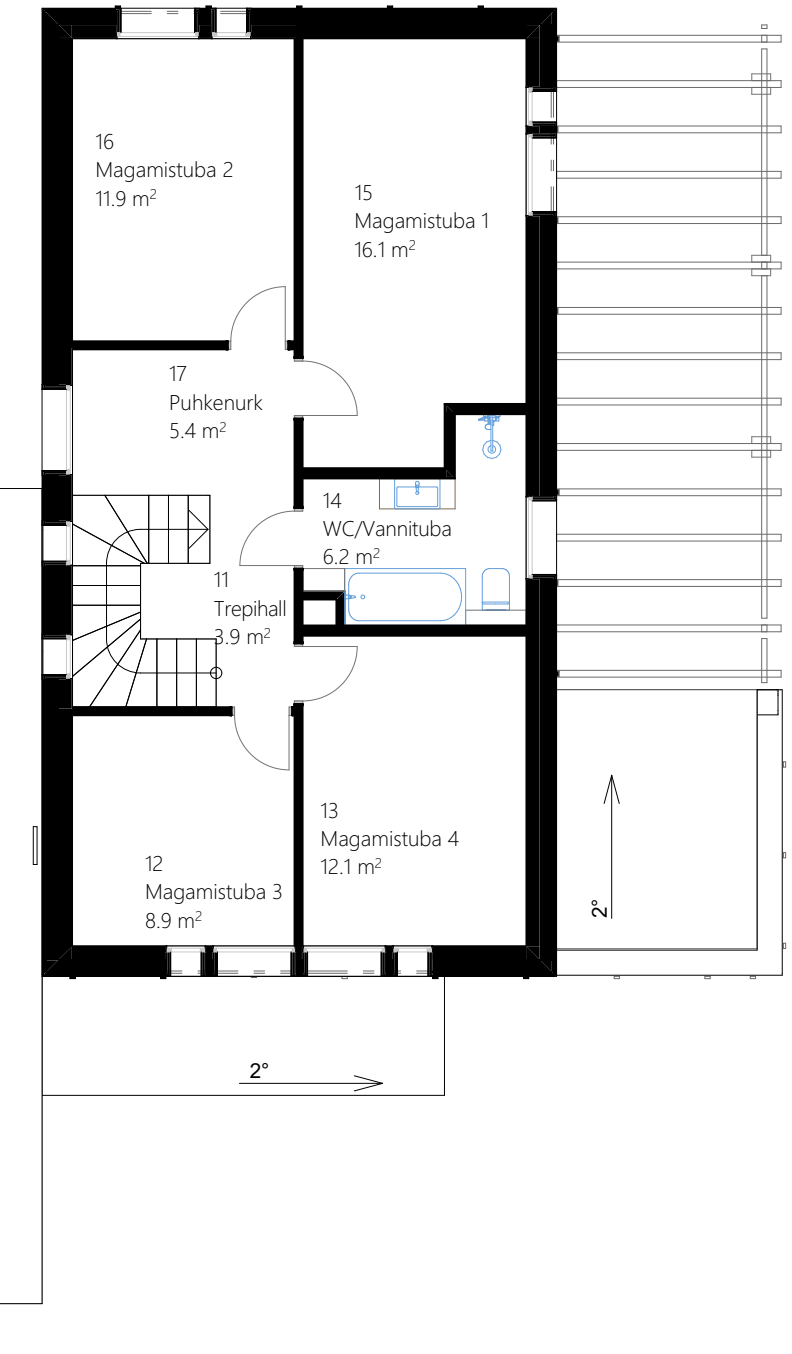 16
Magamistuba 2
11.9 m²
15
Magamistuba 1
16.1 m²
17
Puhkenurk
5.4 m²
14
WC/Vannituba
6.2 m²
11
Trepihall
3.9 m²
13
Magamistuba 4
12.1 m²
12
Magamistuba 3
8.9 m²
2°
2°